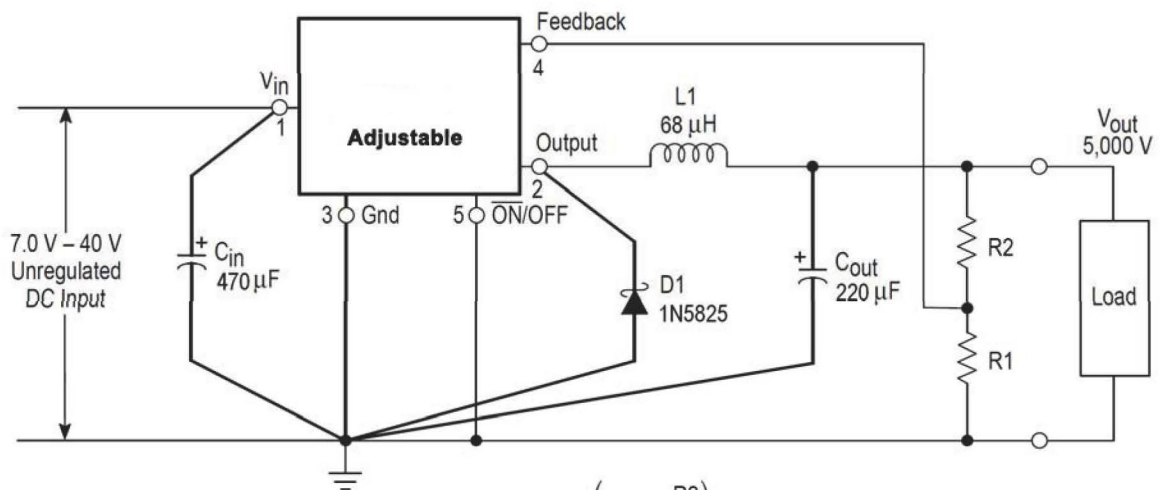 Feedback
4
Vin
1
Adjustable
L1
68 μH
Output
2
Vout
5,000 V
3 Gnd
5 ON/OFF
7.0 V – 40 V
Unregulated
DC Input
+
Cin
470 μF
D1
1N5825
+
Cout
220 μF
R2
R1
Load